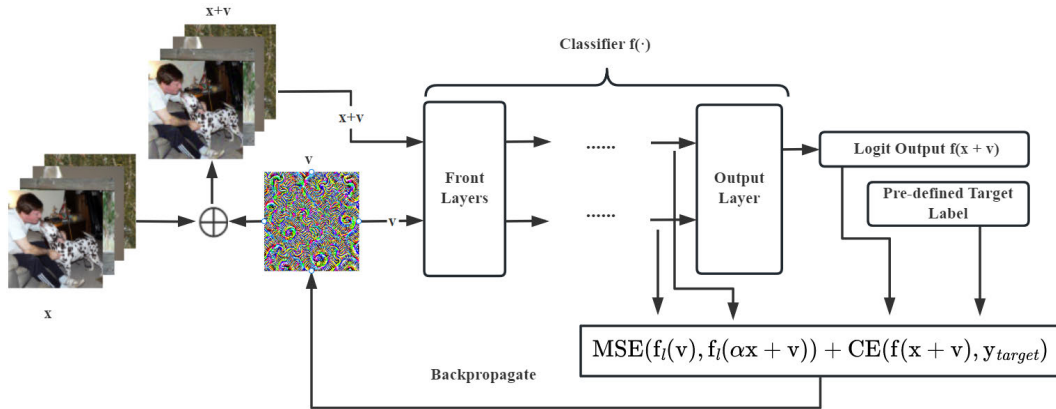 x+v
Classifier f(·)
x+v
v
Front
Layers
......
......
Output
Layer
Logit Output f(x + v)
Pre-defined Target
Label
v
x
MSE(f_l(v), f_l(αx + v)) + CE(f(x + v), y_target)
Backpropagate